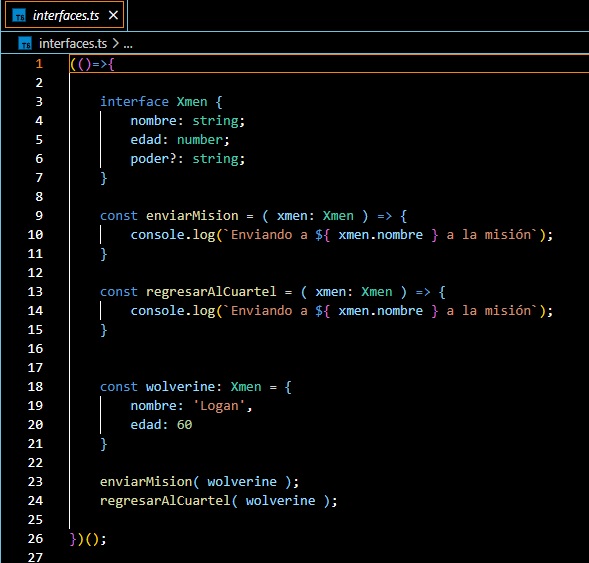 TS interfaces.ts ×
TS interfaces.ts > ...
1 (()=>{
2
3 interface Xmen {
4 nombre: string;
5 edad: number;
6 poder?: string;
7 }
8
9 const enviarMision = ( xmen: Xmen ) => {
10 console.log(`Enviando a ${ xmen.nombre } a la misión`);
11 }
12
13 const regresarAlCuartel = ( xmen: Xmen ) => {
14 console.log(`Enviando a ${ xmen.nombre } a la misión`);
15 }
16
17
18 const wolverine: Xmen = {
19 nombre: 'Logan',
20 edad: 60
21 }
22
23 enviarMision( wolverine );
24 regresarAlCuartel( wolverine );
25
26 })();
27